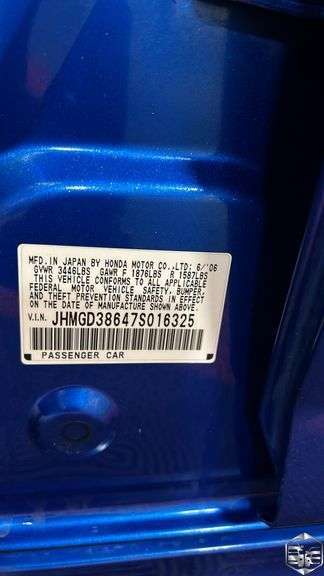 MFD.IN JAPAN BY HONDA MOTOR CO.,LTD: 6/'06
GVWR 3446LBS GAWR F 1876LBS R 1587LBS
THIS VEHICLE CONFORMS TO ALL APPLICABLE
FEDERAL MOTOR VEHICLE SAFETY, BUMPER,
AND THEFT PREVENTION STANDARDS IN EFFECT
ON THE DATE OF MANUFACTURE SHOWN ABOVE.
V.I.N. JHMGD38647S016325
PASSENGER CAR